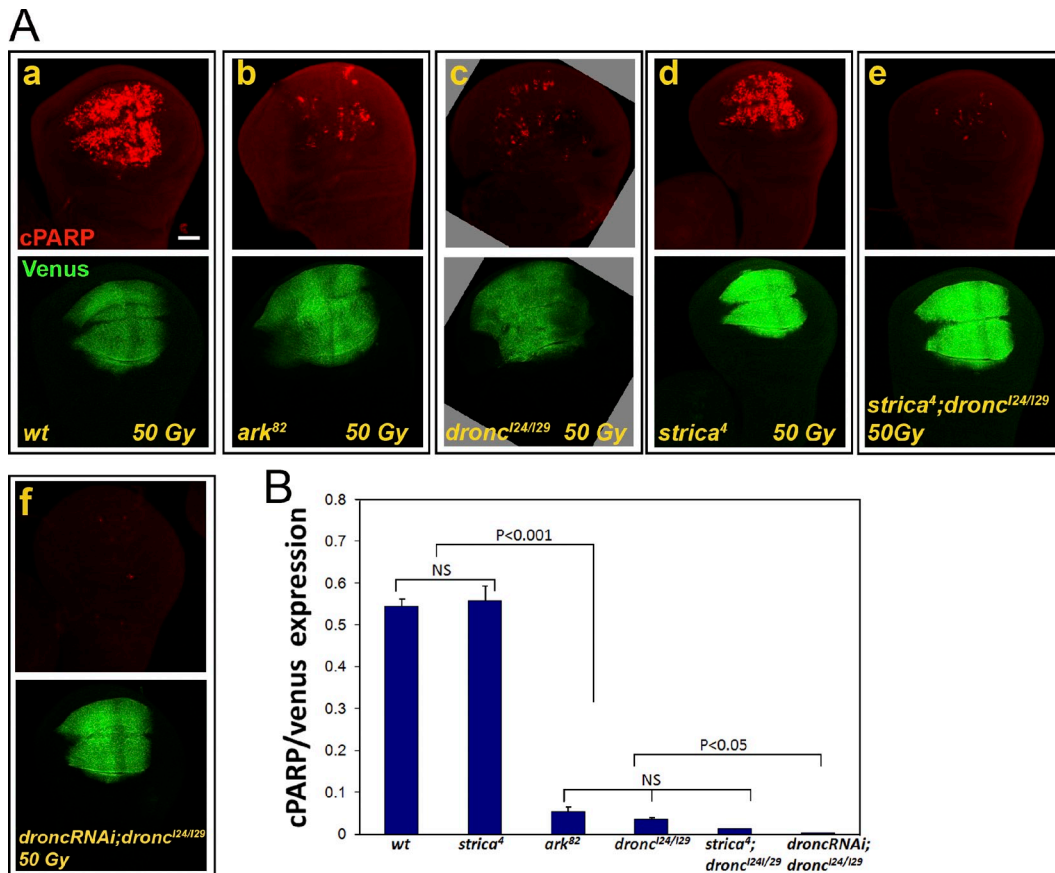 A
a
b
c
d
e
cPARP
Venus
wt 50 Gy
ark82 50 Gy
droncI24/I29 50 Gy
strica4 50 Gy
strica4;droncI24/I29
50Gy
f
droncRNAi;droncI24/I29
50 Gy
B
cPARP/venus expression
0.8
0.7
0.6
0.5
0.4
0.3
0.2
0.1
0
P<0.001
NS
P<0.05
NS
wt
strica4
ark82
droncI24/I29
strica4;
droncI24I/29
droncRNAi;
droncI24/I29